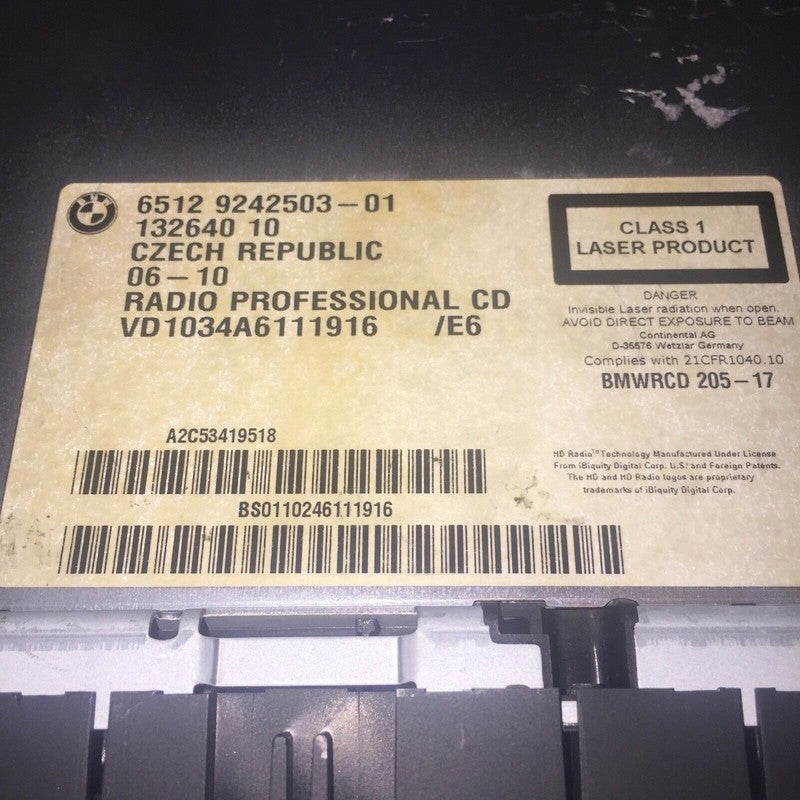 6512 9242503-01
132640 10
CZECH REPUBLIC
06-10
RADIO PROFESSIONAL CD
VD1034A6111916 /E6
CLASS 1
LASER PRODUCT
DANGER
Invisible Laser radiation when open.
AVOID DIRECT EXPOSURE TO BEAM
Continental AG
D-35576 Wetzlar Germany
Complies with 21CFR1040.10
BMWRCD 205-17
A2C53419518
BS0110246111916
HD Radio™ Technology Manufactured Under License
From iBiquity Digital Corp. U.S. and Foreign Patents.
The HD and HD Radio logos are proprietary
trademarks of iBiquity Digital Corp.